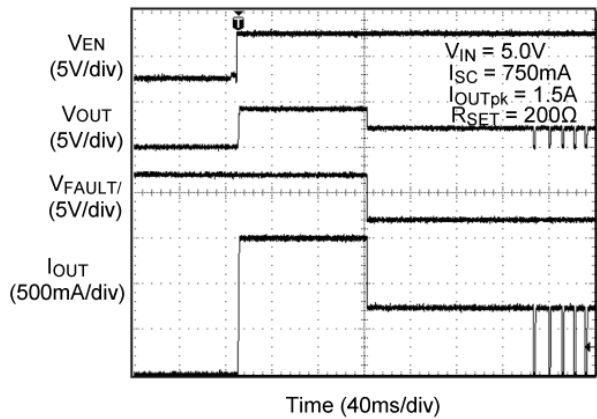 T
VEN
(5V/div)
VOUT
(5V/div)
VFAULT/
(5V/div)
IOUT
(500mA/div)
VIN = 5.0V
ISC = 750mA
IOUTpk = 1.5A
RSET = 200Ω
Time (40ms/div)